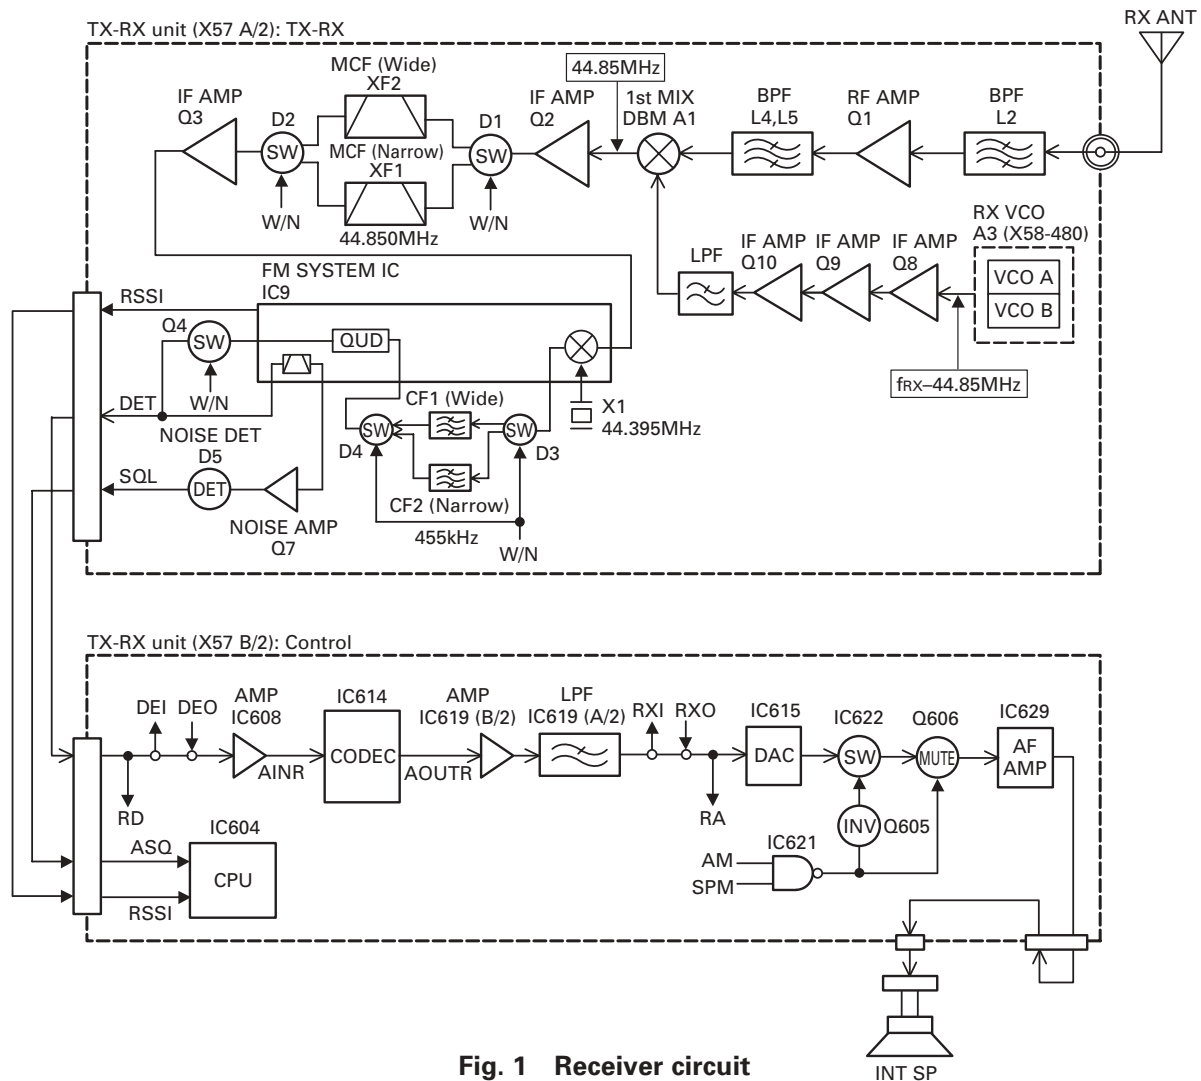 RX ANT
TX-RX unit (X57 A/2): TX-RX
MCF (Wide)
XF2
44.85MHz
IF AMP
Q3
D2
SW
W/N
MCF (Narrow)
XF1
44.850MHz
D1
SW
W/N
IF AMP
Q2
1st MIX
DBM A1
BPF
L4,L5
RF AMP
Q1
BPF
L2
RX VCO
A3 (X58-480)
VCO A
VCO B
LPF
IF AMP
Q10
IF AMP
Q9
IF AMP
Q8
fRX–44.85MHz
FM SYSTEM IC
IC9
RSSI
Q4
SW
QUD
W/N
DET
NOISE DET
D5
DET
SQL
NOISE AMP
Q7
X1
44.395MHz
CF1 (Wide)
SW
D4
SW
D3
CF2 (Narrow)
455kHz
W/N
TX-RX unit (X57 B/2): Control
DEI
DEO
AMP
IC608
AINR
IC614
CODEC
AOUTR
AMP
IC619 (B/2)
LPF
IC619 (A/2)
RXI
RXO
IC615
DAC
IC622
SW
Q606
MUTE
IC629
AF
AMP
RD
RA
INV
Q605
IC621
AM
SPM
ASQ
RSSI
IC604
CPU
INT SP
Fig. 1 Receiver circuit